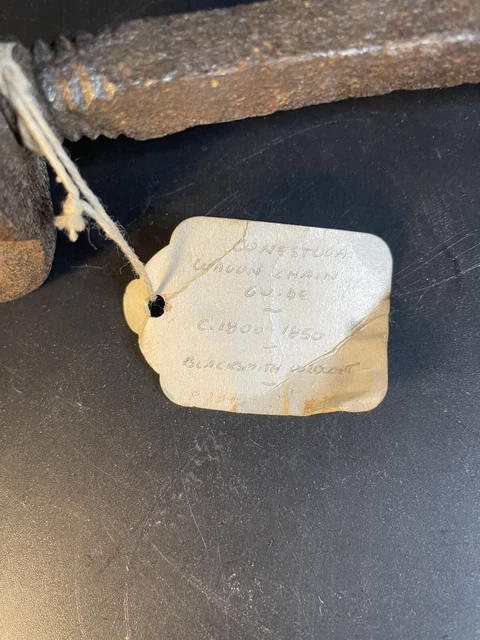 CONESTOGA
WAGON CHAIN
GUIDE
—
C. 1800 1850
—
BLACKSMITH WROUGHT
—